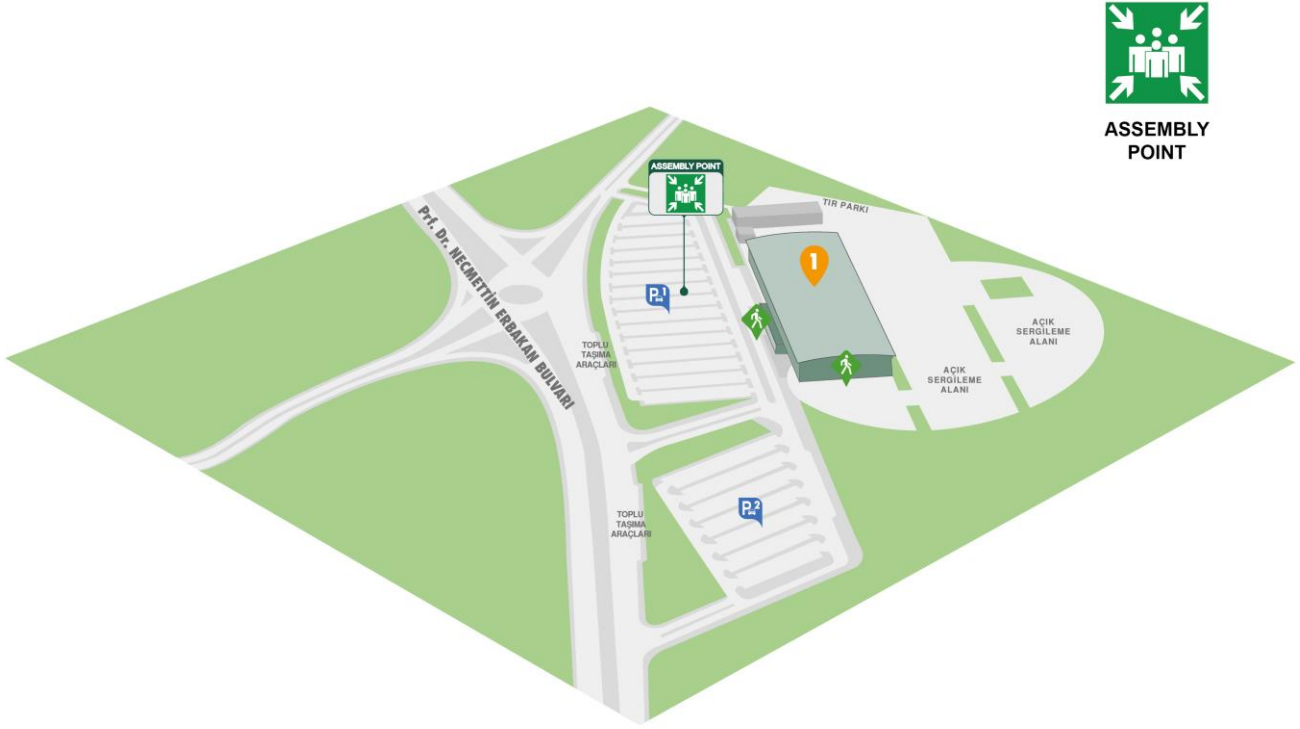 ASSEMBLY
POINT
ASSEMBLY POINT
TIR PARKI
Prf. Dr. NECMETTİN ERBAKAN BULVARI
1
P1
AÇIK
SERGİLEME
ALANI
TOPLU
TAŞIMA
ARAÇLARI
AÇIK
SERGİLEME
ALANI
P2
TOPLU
TAŞIMA
ARAÇLARI